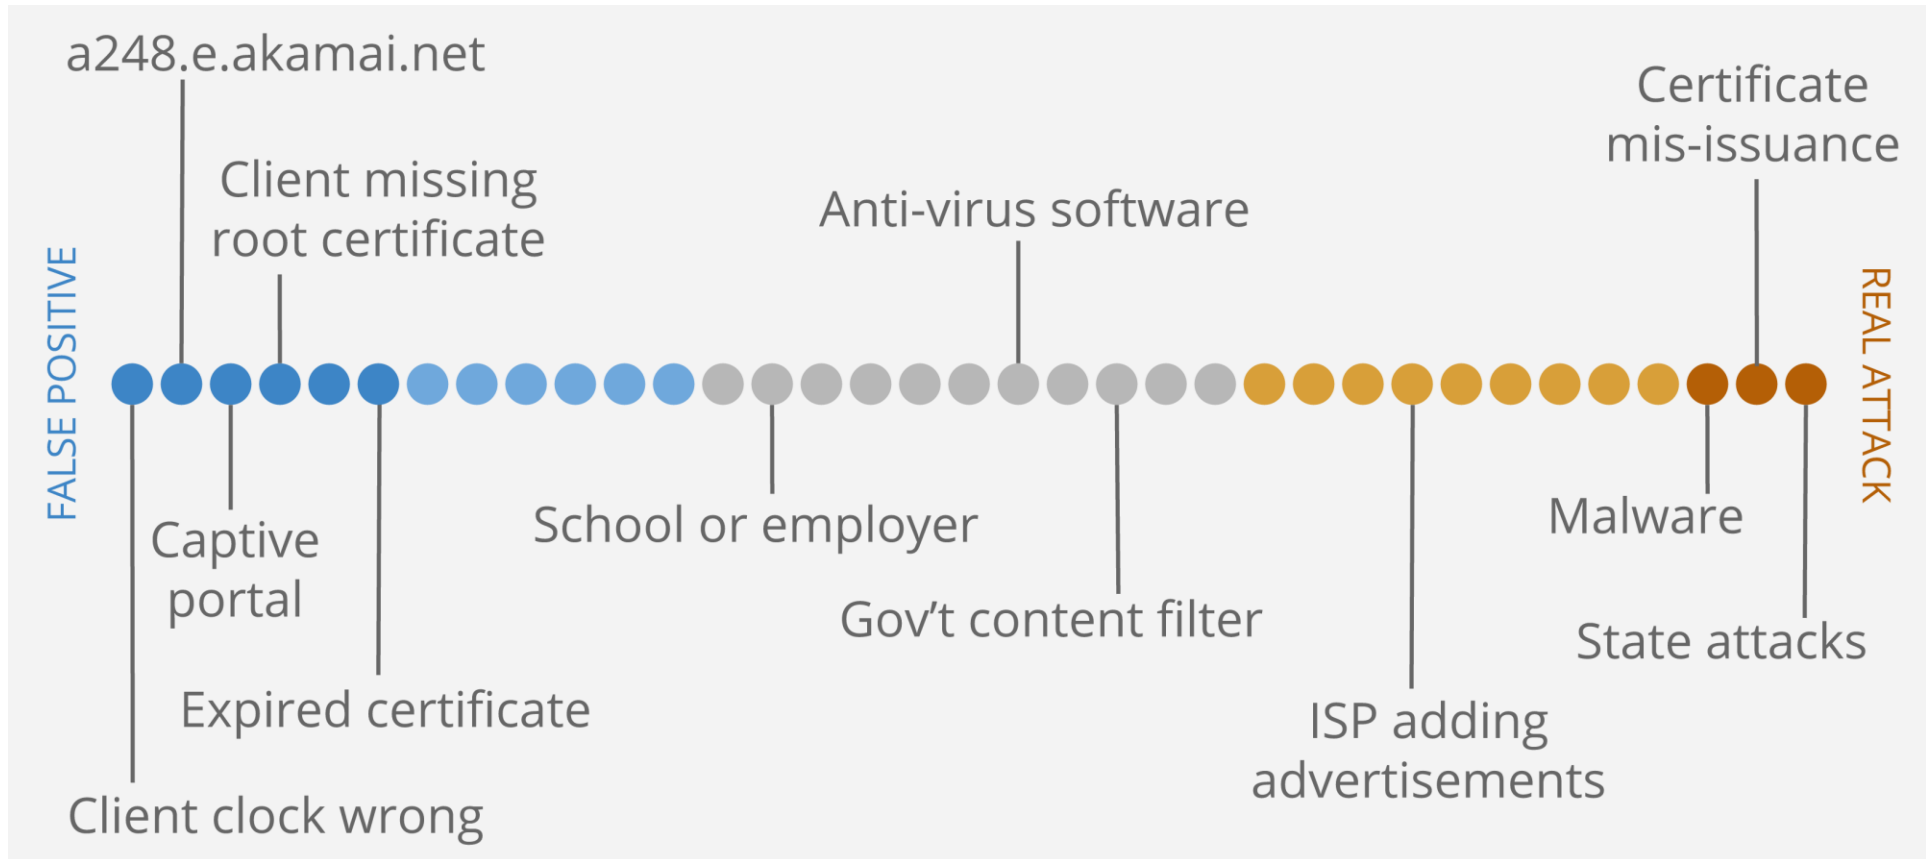 a248.e.akamai.net
Client missing
root certificate
Anti-virus software
Certificate
mis-issuance
FALSE POSITIVE
REAL ATTACK
Captive
portal
Expired certificate
Client clock wrong
School or employer
Gov’t content filter
ISP adding
advertisements
Malware
State attacks